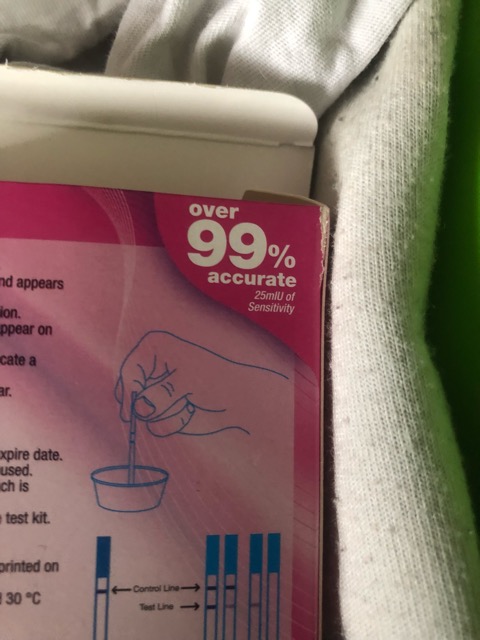 over
99%
accurate
25mIU of
Sensitivity
nd appears
ion.
ppear on
cate a
ar.
xpire date.
used.
ch is
test kit.
printed on
30 °C
Control Line
Test Line